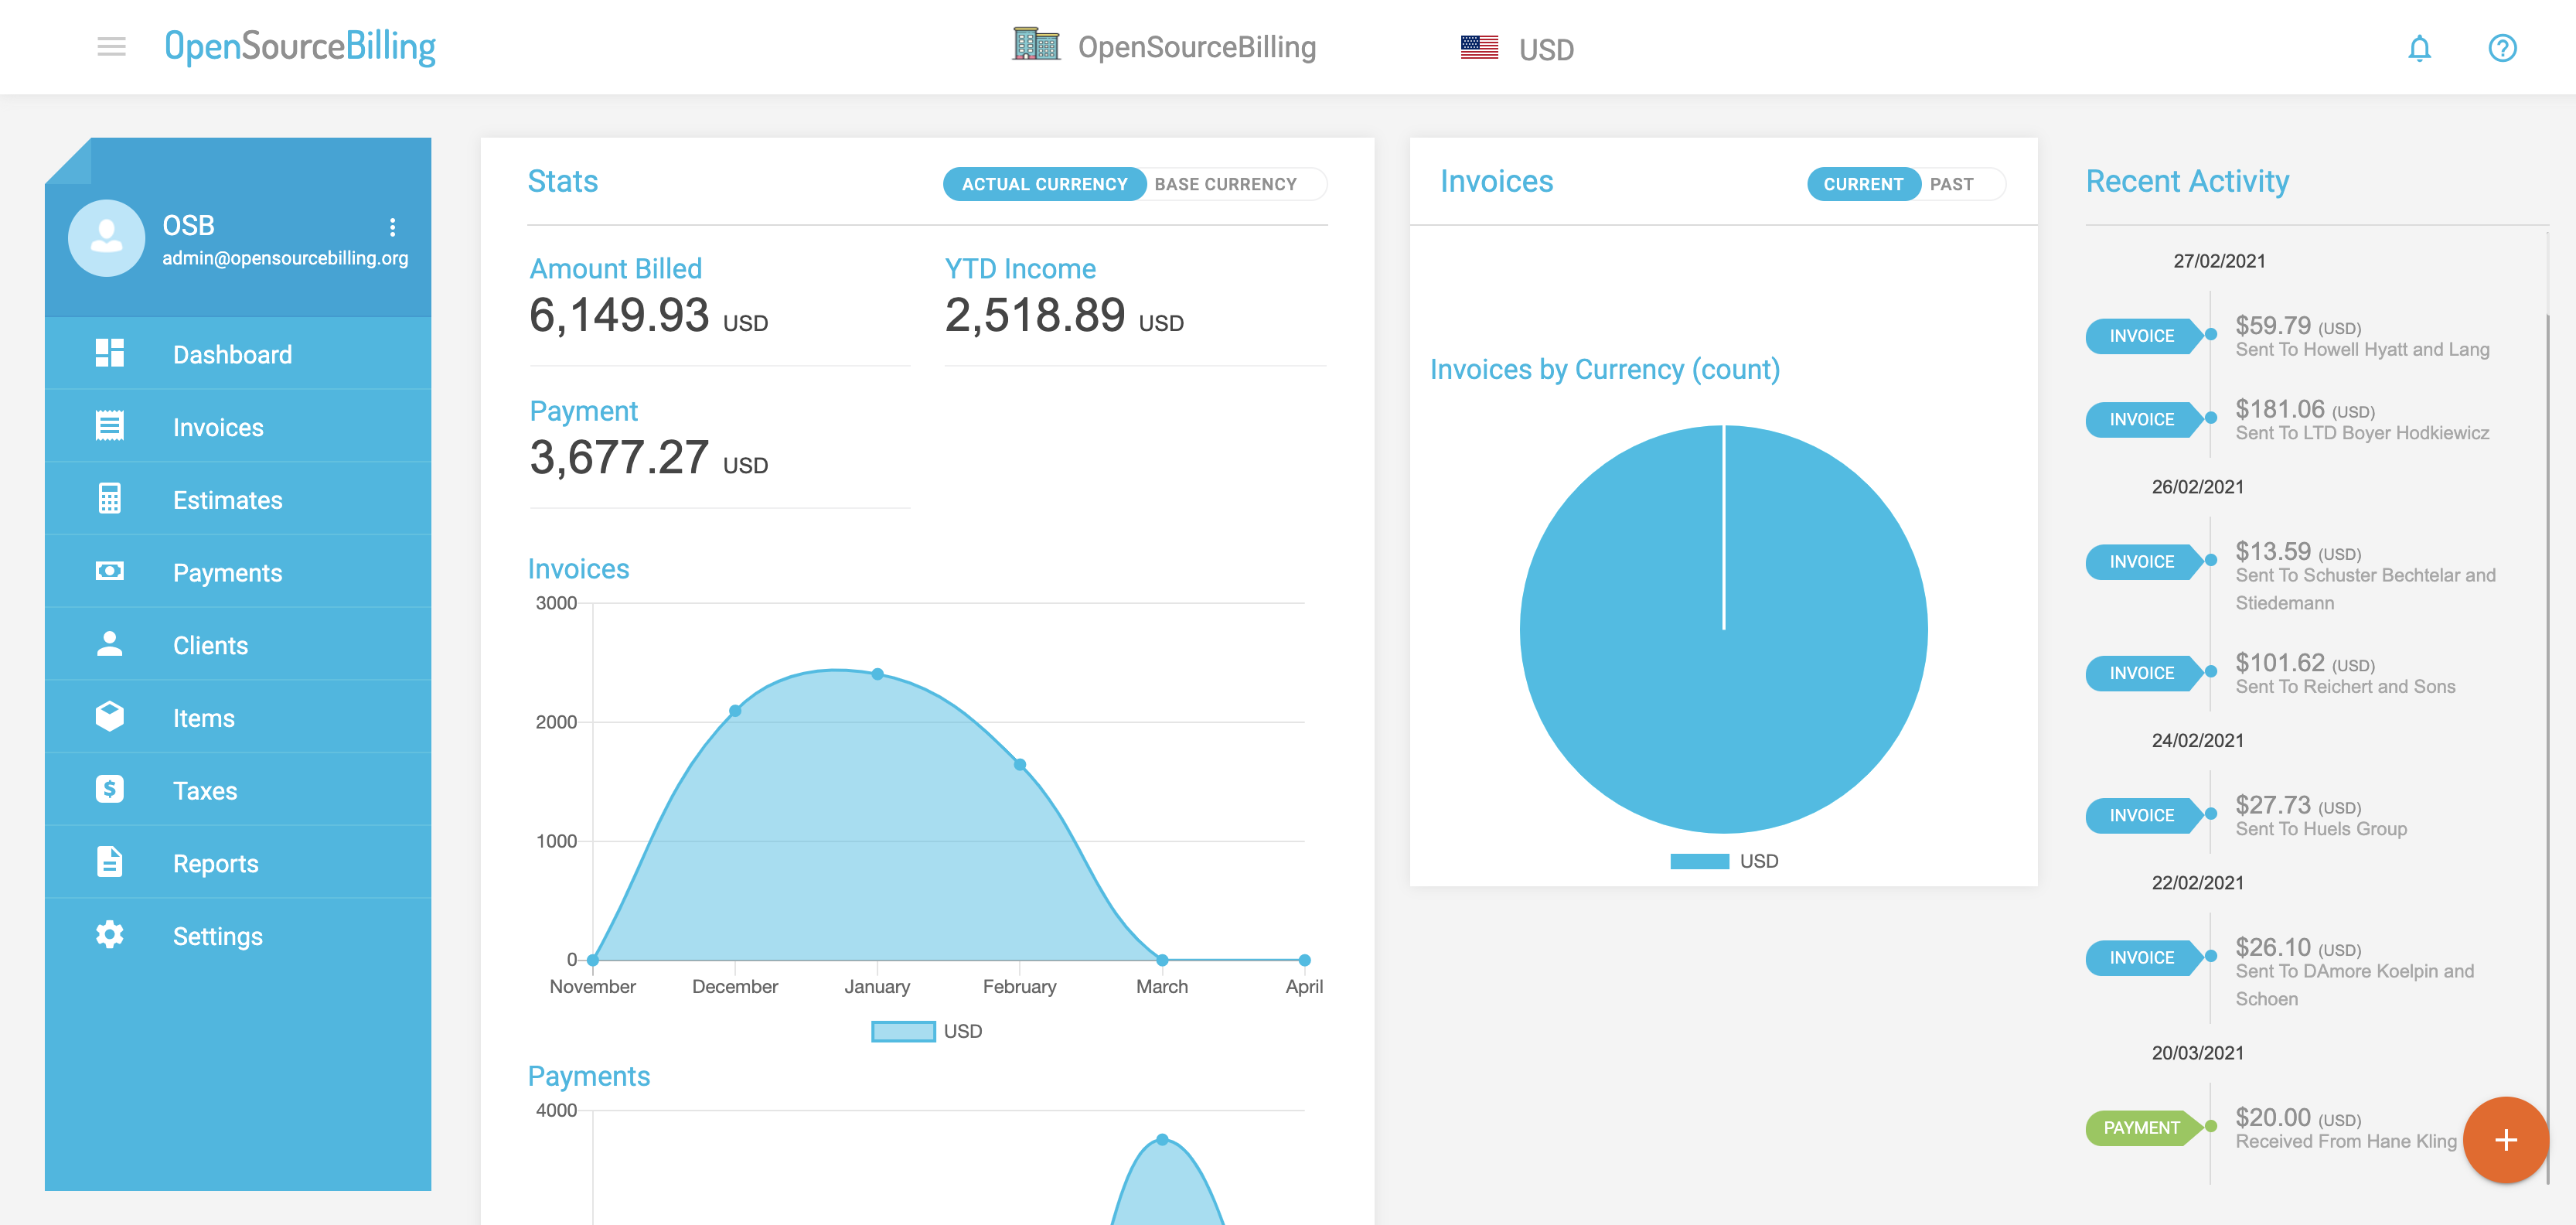 OpenSourceBilling
OpenSourceBilling
USD
OSB
admin@opensourcebilling.org
Dashboard
Invoices
Estimates
Payments
Clients
Items
Taxes
Reports
Settings
Stats
ACTUAL CURRENCY
BASE CURRENCY
Amount Billed
6,149.93 USD
YTD Income
2,518.89 USD
Payment
3,677.27 USD
Invoices
3000
2000
1000
0
November December January February March April
USD
Payments
4000
Invoices
CURRENT
PAST
Invoices by Currency (count)
USD
Recent Activity
27/02/2021
INVOICE
$59.79 (USD)
Sent To Howell Hyatt and Lang
INVOICE
$181.06 (USD)
Sent To LTD Boyer Hodkiewicz
26/02/2021
INVOICE
$13.59 (USD)
Sent To Schuster Bechtelar and
Stiedemann
INVOICE
$101.62 (USD)
Sent To Reichert and Sons
24/02/2021
INVOICE
$27.73 (USD)
Sent To Huels Group
22/02/2021
INVOICE
$26.10 (USD)
Sent To DAmore Koelpin and
Schoen
20/03/2021
PAYMENT
$20.00 (USD)
Received From Hane Kling